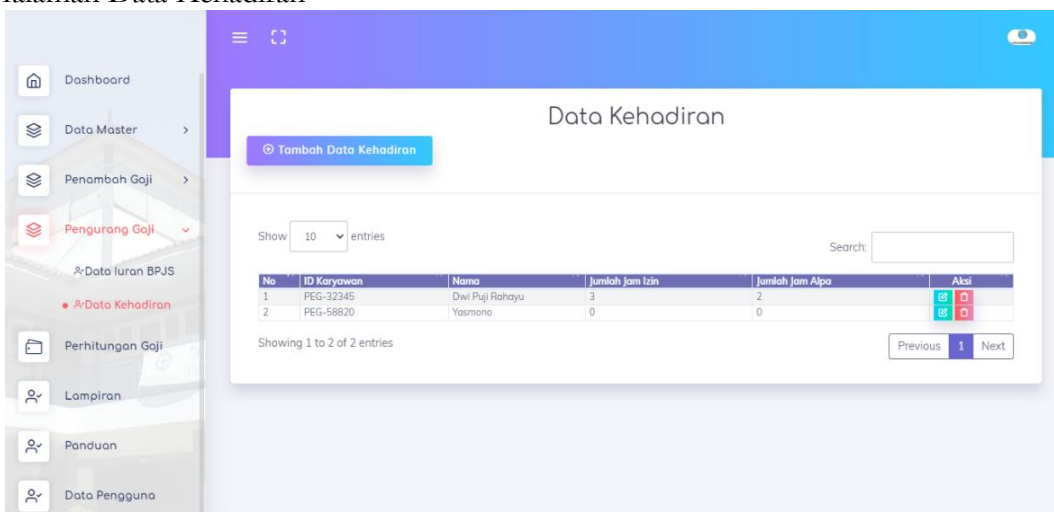 Data Kehadiran
Dashboard
Data Master
Penambah Gaji
Pengurang Gaji
Data Iuran BPJS
Data Kehadiran
Perhitungan Gaji
Lampiran
Panduan
Data Pengguna
Data Kehadiran
Tambah Data Kehadiran
Show 10 entries
Search:
No ID Karyawan Nama Jumlah Jam Izin Jumlah Jam Alpa Aksi
1 PEG-32345 Dwi Puji Rahayu 3 2
2 PEG-58820 Yasmono 0 0
Showing 1 to 2 of 2 entries
Previous 1 Next